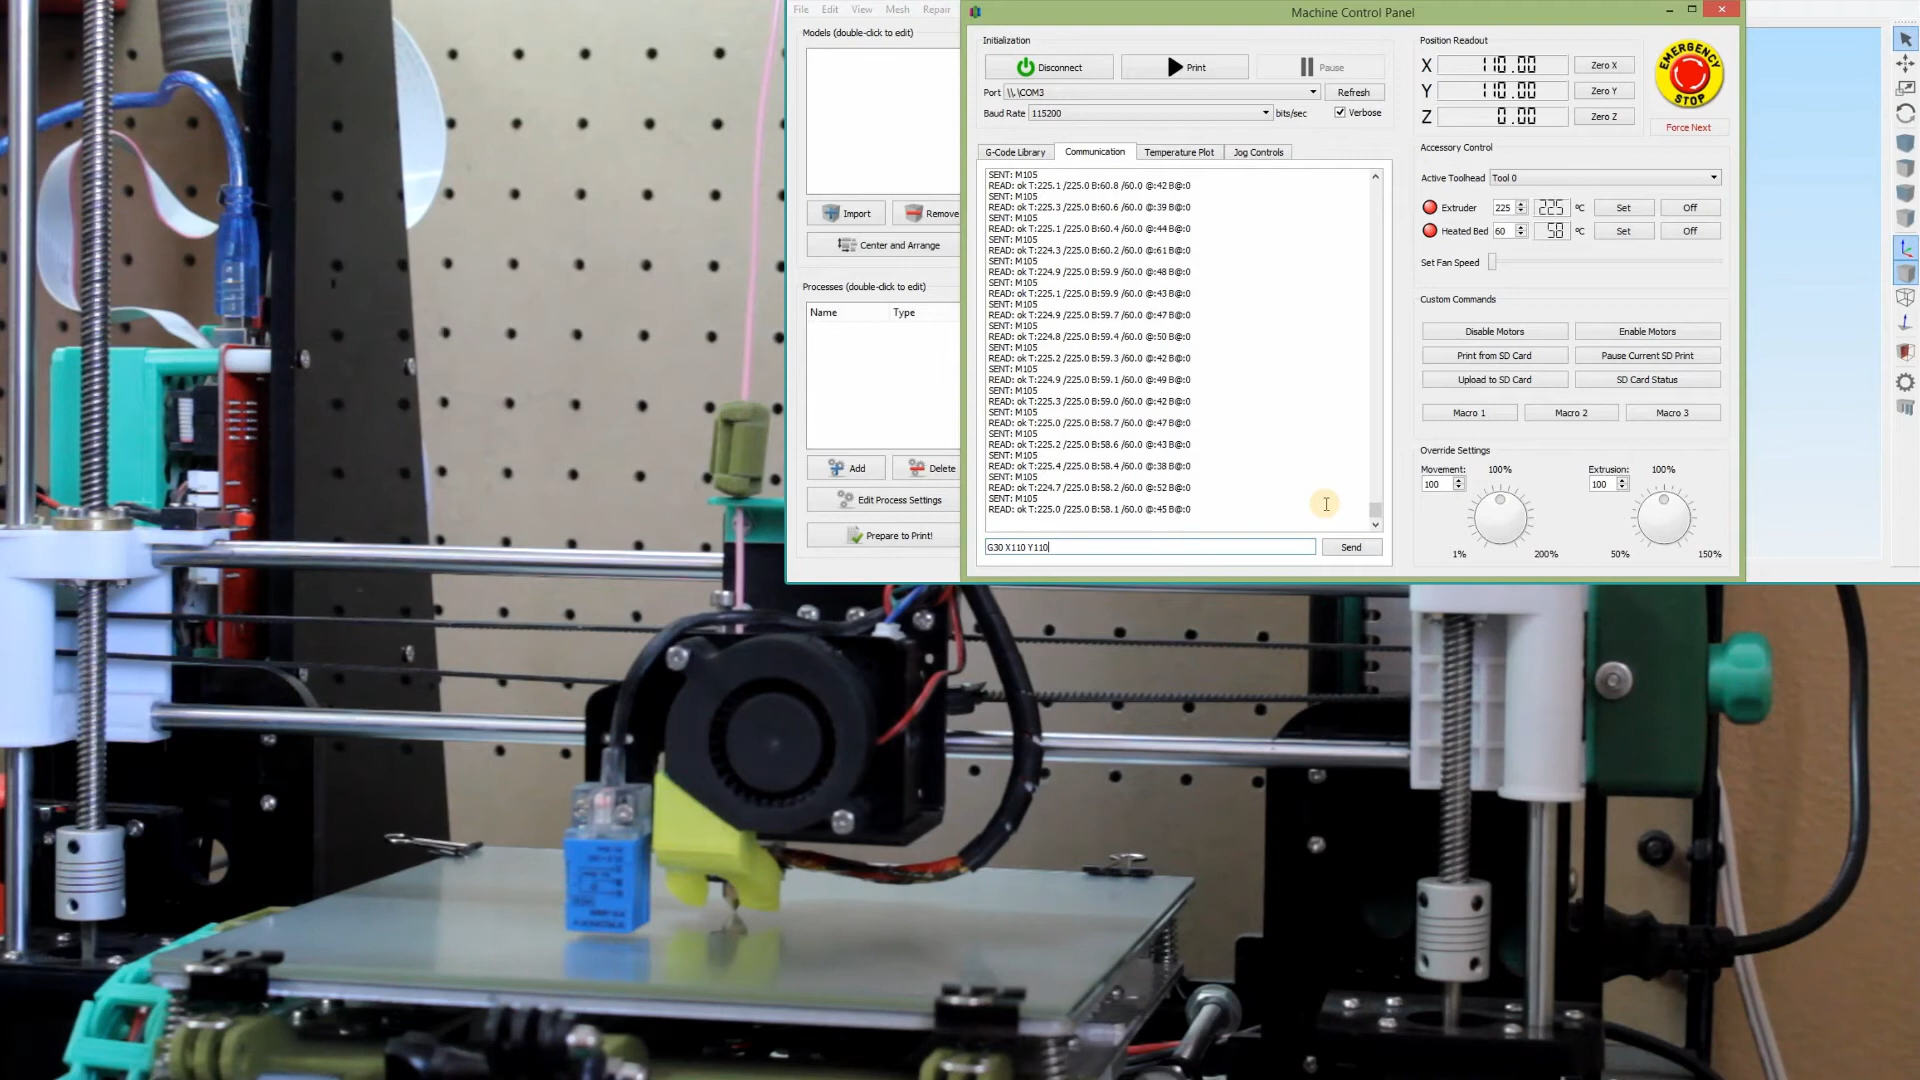 File Edit View Mesh Repair
Models (double-click to edit)
Import Remove
Center and Arrange
Processes (double-click to edit)
Name Type
Add Delete
Edit Process Settings
Prepare to Print!
Machine Control Panel
Initialization
Disconnect Print Pause
Port \\.\COM3 Refresh
Baud Rate 115200 bits/sec Verbose
G-Code Library Communication Temperature Plot Jog Controls
SENT: M105
READ: ok T:225.1 /225.0 B:60.8 /60.0 @:42 B@:0
SENT: M105
READ: ok T:225.3 /225.0 B:60.6 /60.0 @:39 B@:0
SENT: M105
READ: ok T:225.1 /225.0 B:60.4 /60.0 @:44 B@:0
SENT: M105
READ: ok T:224.3 /225.0 B:60.2 /60.0 @:61 B@:0
SENT: M105
READ: ok T:224.9 /225.0 B:59.9 /60.0 @:48 B@:0
SENT: M105
READ: ok T:225.1 /225.0 B:59.9 /60.0 @:43 B@:0
SENT: M105
READ: ok T:224.9 /225.0 B:59.7 /60.0 @:47 B@:0
SENT: M105
READ: ok T:224.8 /225.0 B:59.4 /60.0 @:50 B@:0
SENT: M105
READ: ok T:225.2 /225.0 B:59.3 /60.0 @:42 B@:0
SENT: M105
READ: ok T:224.9 /225.0 B:59.1 /60.0 @:49 B@:0
SENT: M105
READ: ok T:225.3 /225.0 B:59.0 /60.0 @:42 B@:0
SENT: M105
READ: ok T:225.0 /225.0 B:58.7 /60.0 @:47 B@:0
SENT: M105
READ: ok T:225.2 /225.0 B:58.6 /60.0 @:43 B@:0
SENT: M105
READ: ok T:225.4 /225.0 B:58.4 /60.0 @:38 B@:0
SENT: M105
READ: ok T:224.7 /225.0 B:58.2 /60.0 @:52 B@:0
SENT: M105
READ: ok T:225.0 /225.0 B:58.1 /60.0 @:45 B@:0
G30 X110 Y110 Send
Position Readout
X 110.00 Zero X
Y 110.00 Zero Y
Z 0.00 Zero Z
EMERGENCY
STOP
Force Next
Accessory Control
Active Toolhead Tool 0
Extruder 225 225 ºC Set Off
Heated Bed 60 58 ºC Set Off
Set Fan Speed
Custom Commands
Disable Motors Enable Motors
Print from SD Card Pause Current SD Print
Upload to SD Card SD Card Status
Macro 1 Macro 2 Macro 3
Override Settings
Movement: 100% Extrusion: 100%
100 100
1% 200% 50% 150%